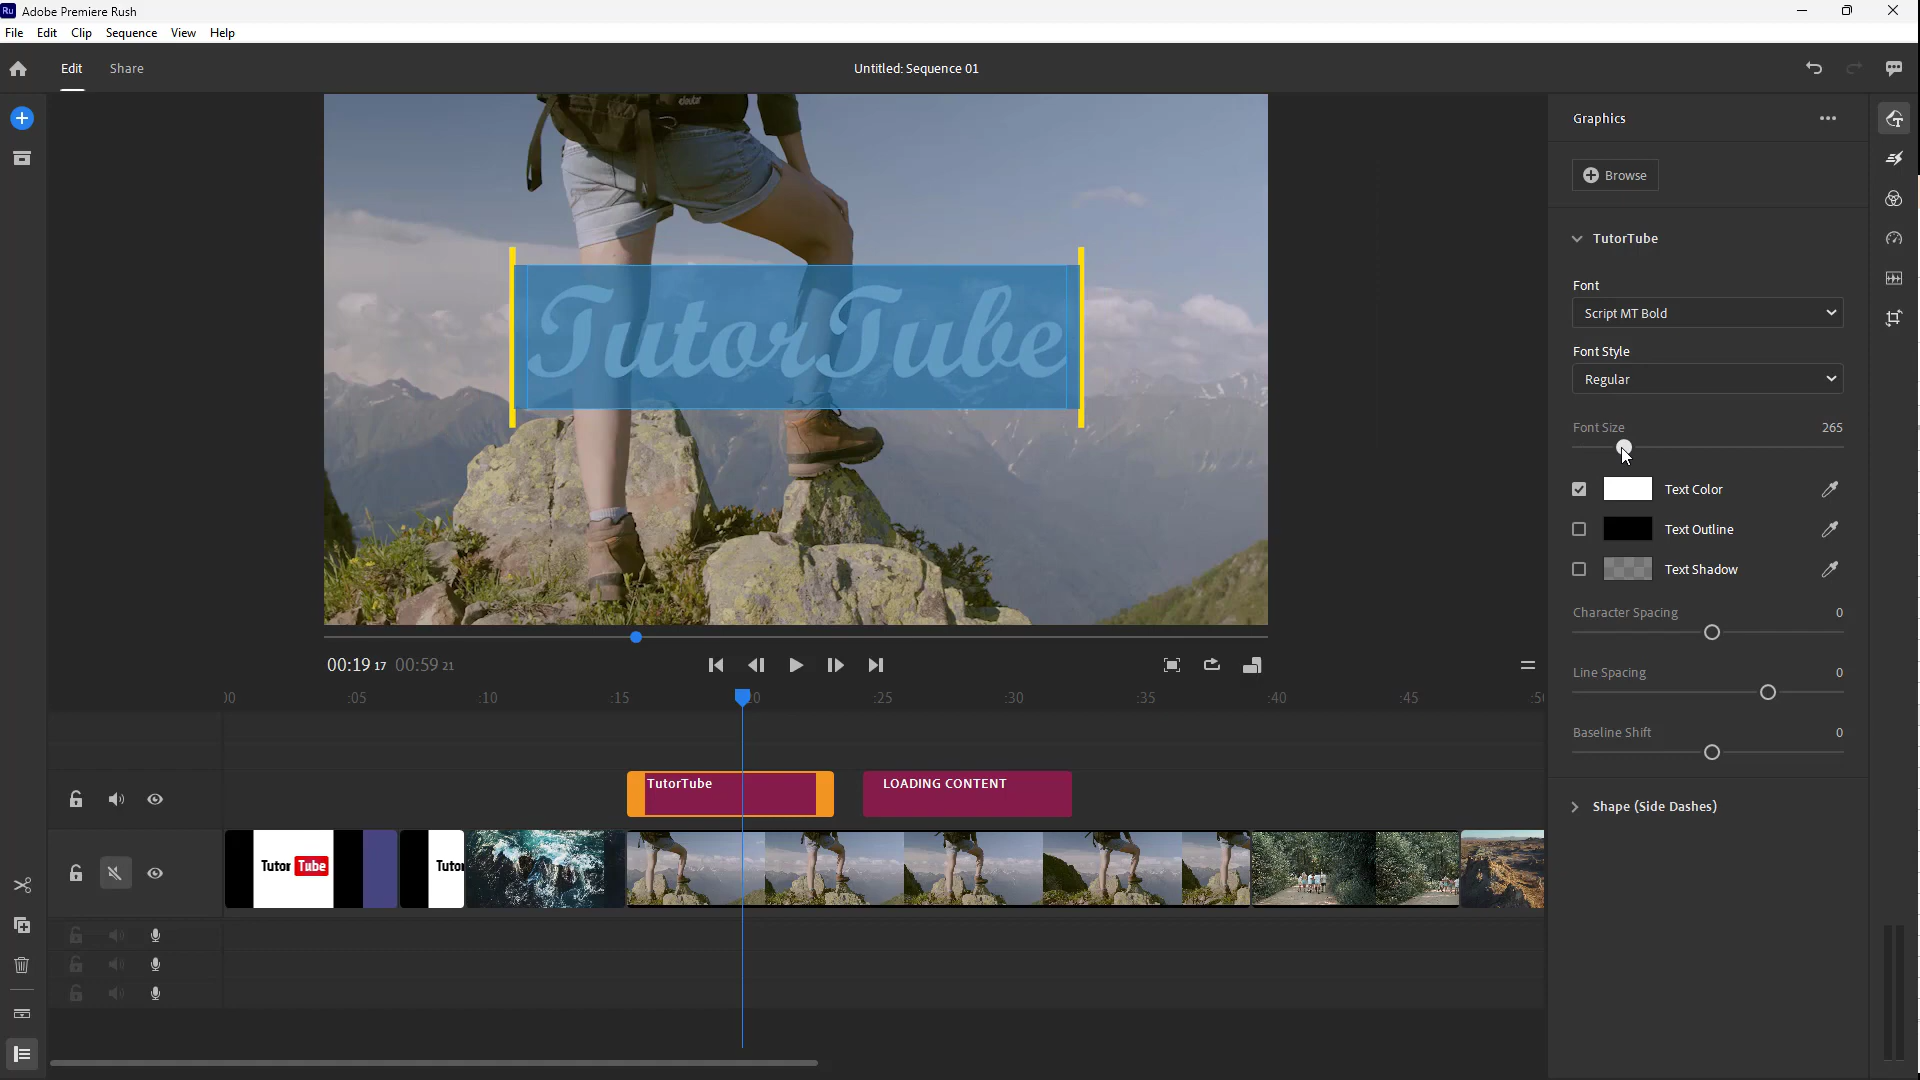 Ru Adobe Premiere Rush
File Edit Clip Sequence View Help
Edit Share Untitled: Sequence 01
Graphics
Browse
TutorTube
Font
Script MT Bold
Font Style
Regular
Font Size 265
Text Color
Text Outline
Text Shadow
Character Spacing 0
Line Spacing 0
Baseline Shift 0
Shape (Side Dashes)
TutorTube
00:19 17 00:59 21
:05 :10 :15 :25 :30 :35 :40 :45
TutorTube LOADING CONTENT
Tutor Tube